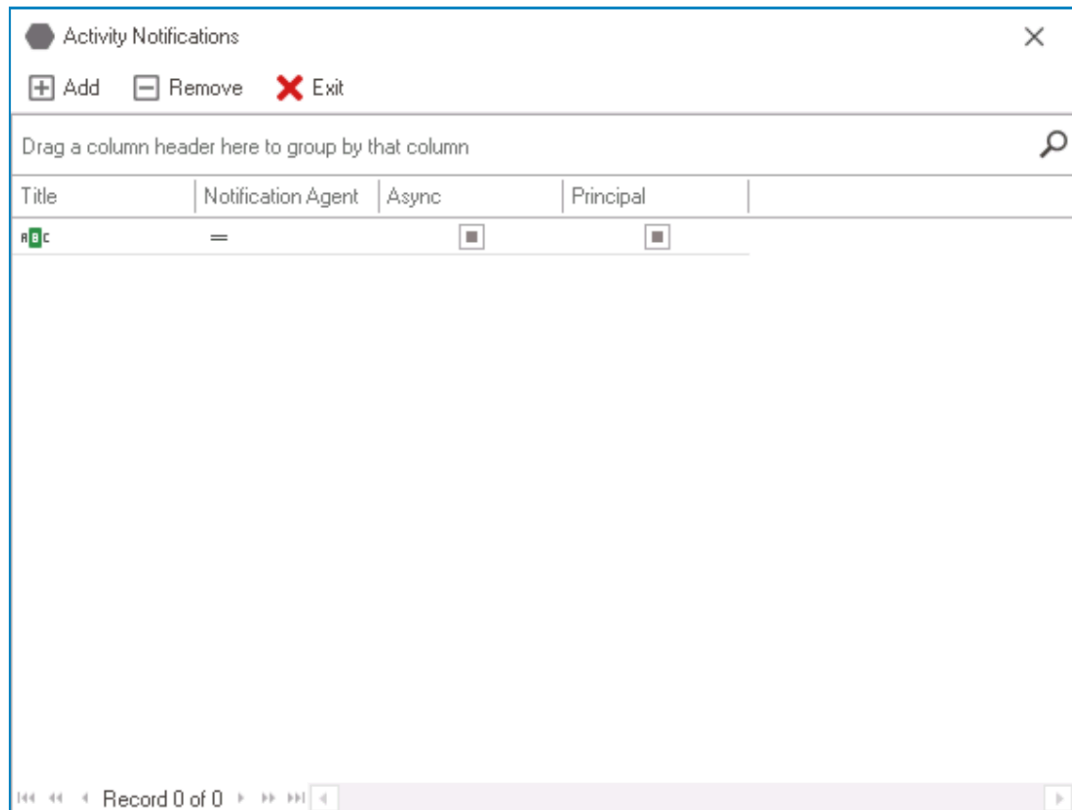 Activity Notifications
Add Remove Exit
Drag a column header here to group by that column
Title Notification Agent Async Principal
ABC =
Record 0 of 0